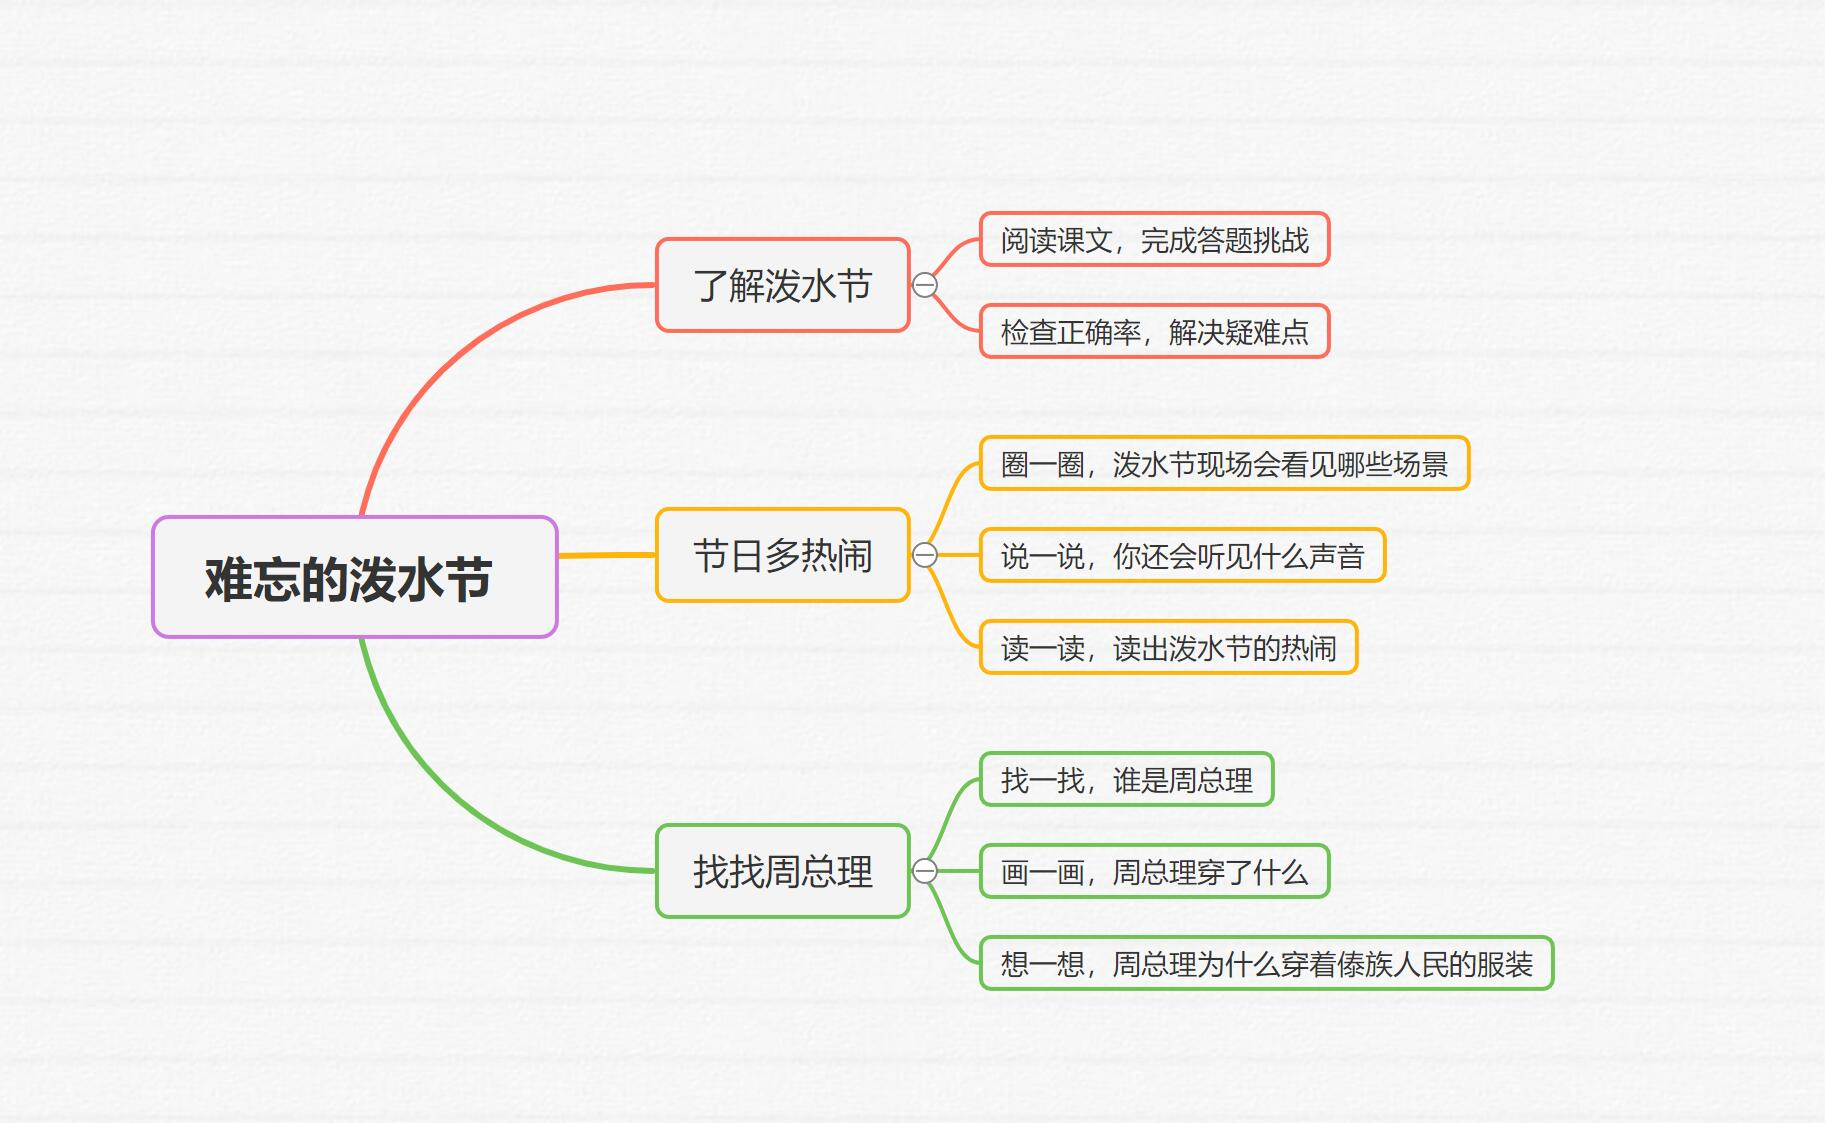 难忘的泼水节
了解泼水节
阅读课文，完成答题挑战
检查正确率，解决疑难点
节日多热闹
圈一圈，泼水节现场会看见哪些场景
说一说，你还会听见什么声音
读一读，读出泼水节的热闹
找找周总理
找一找，谁是周总理
画一画，周总理穿了什么
想一想，周总理为什么穿着傣族人民的服装